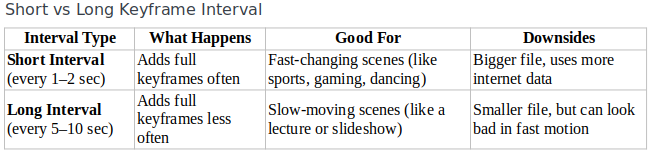 Short vs Long Keyframe Interval
Interval Type What Happens Good For Downsides
Short Interval
(every 1–2 sec)
Adds full
keyframes often
Fast-changing scenes (like
sports, gaming, dancing)
Bigger file, uses more
internet data
Long Interval
(every 5–10 sec)
Adds full
keyframes less
often
Slow-moving scenes (like a
lecture or slideshow)
Smaller file, but can look
bad in fast motion